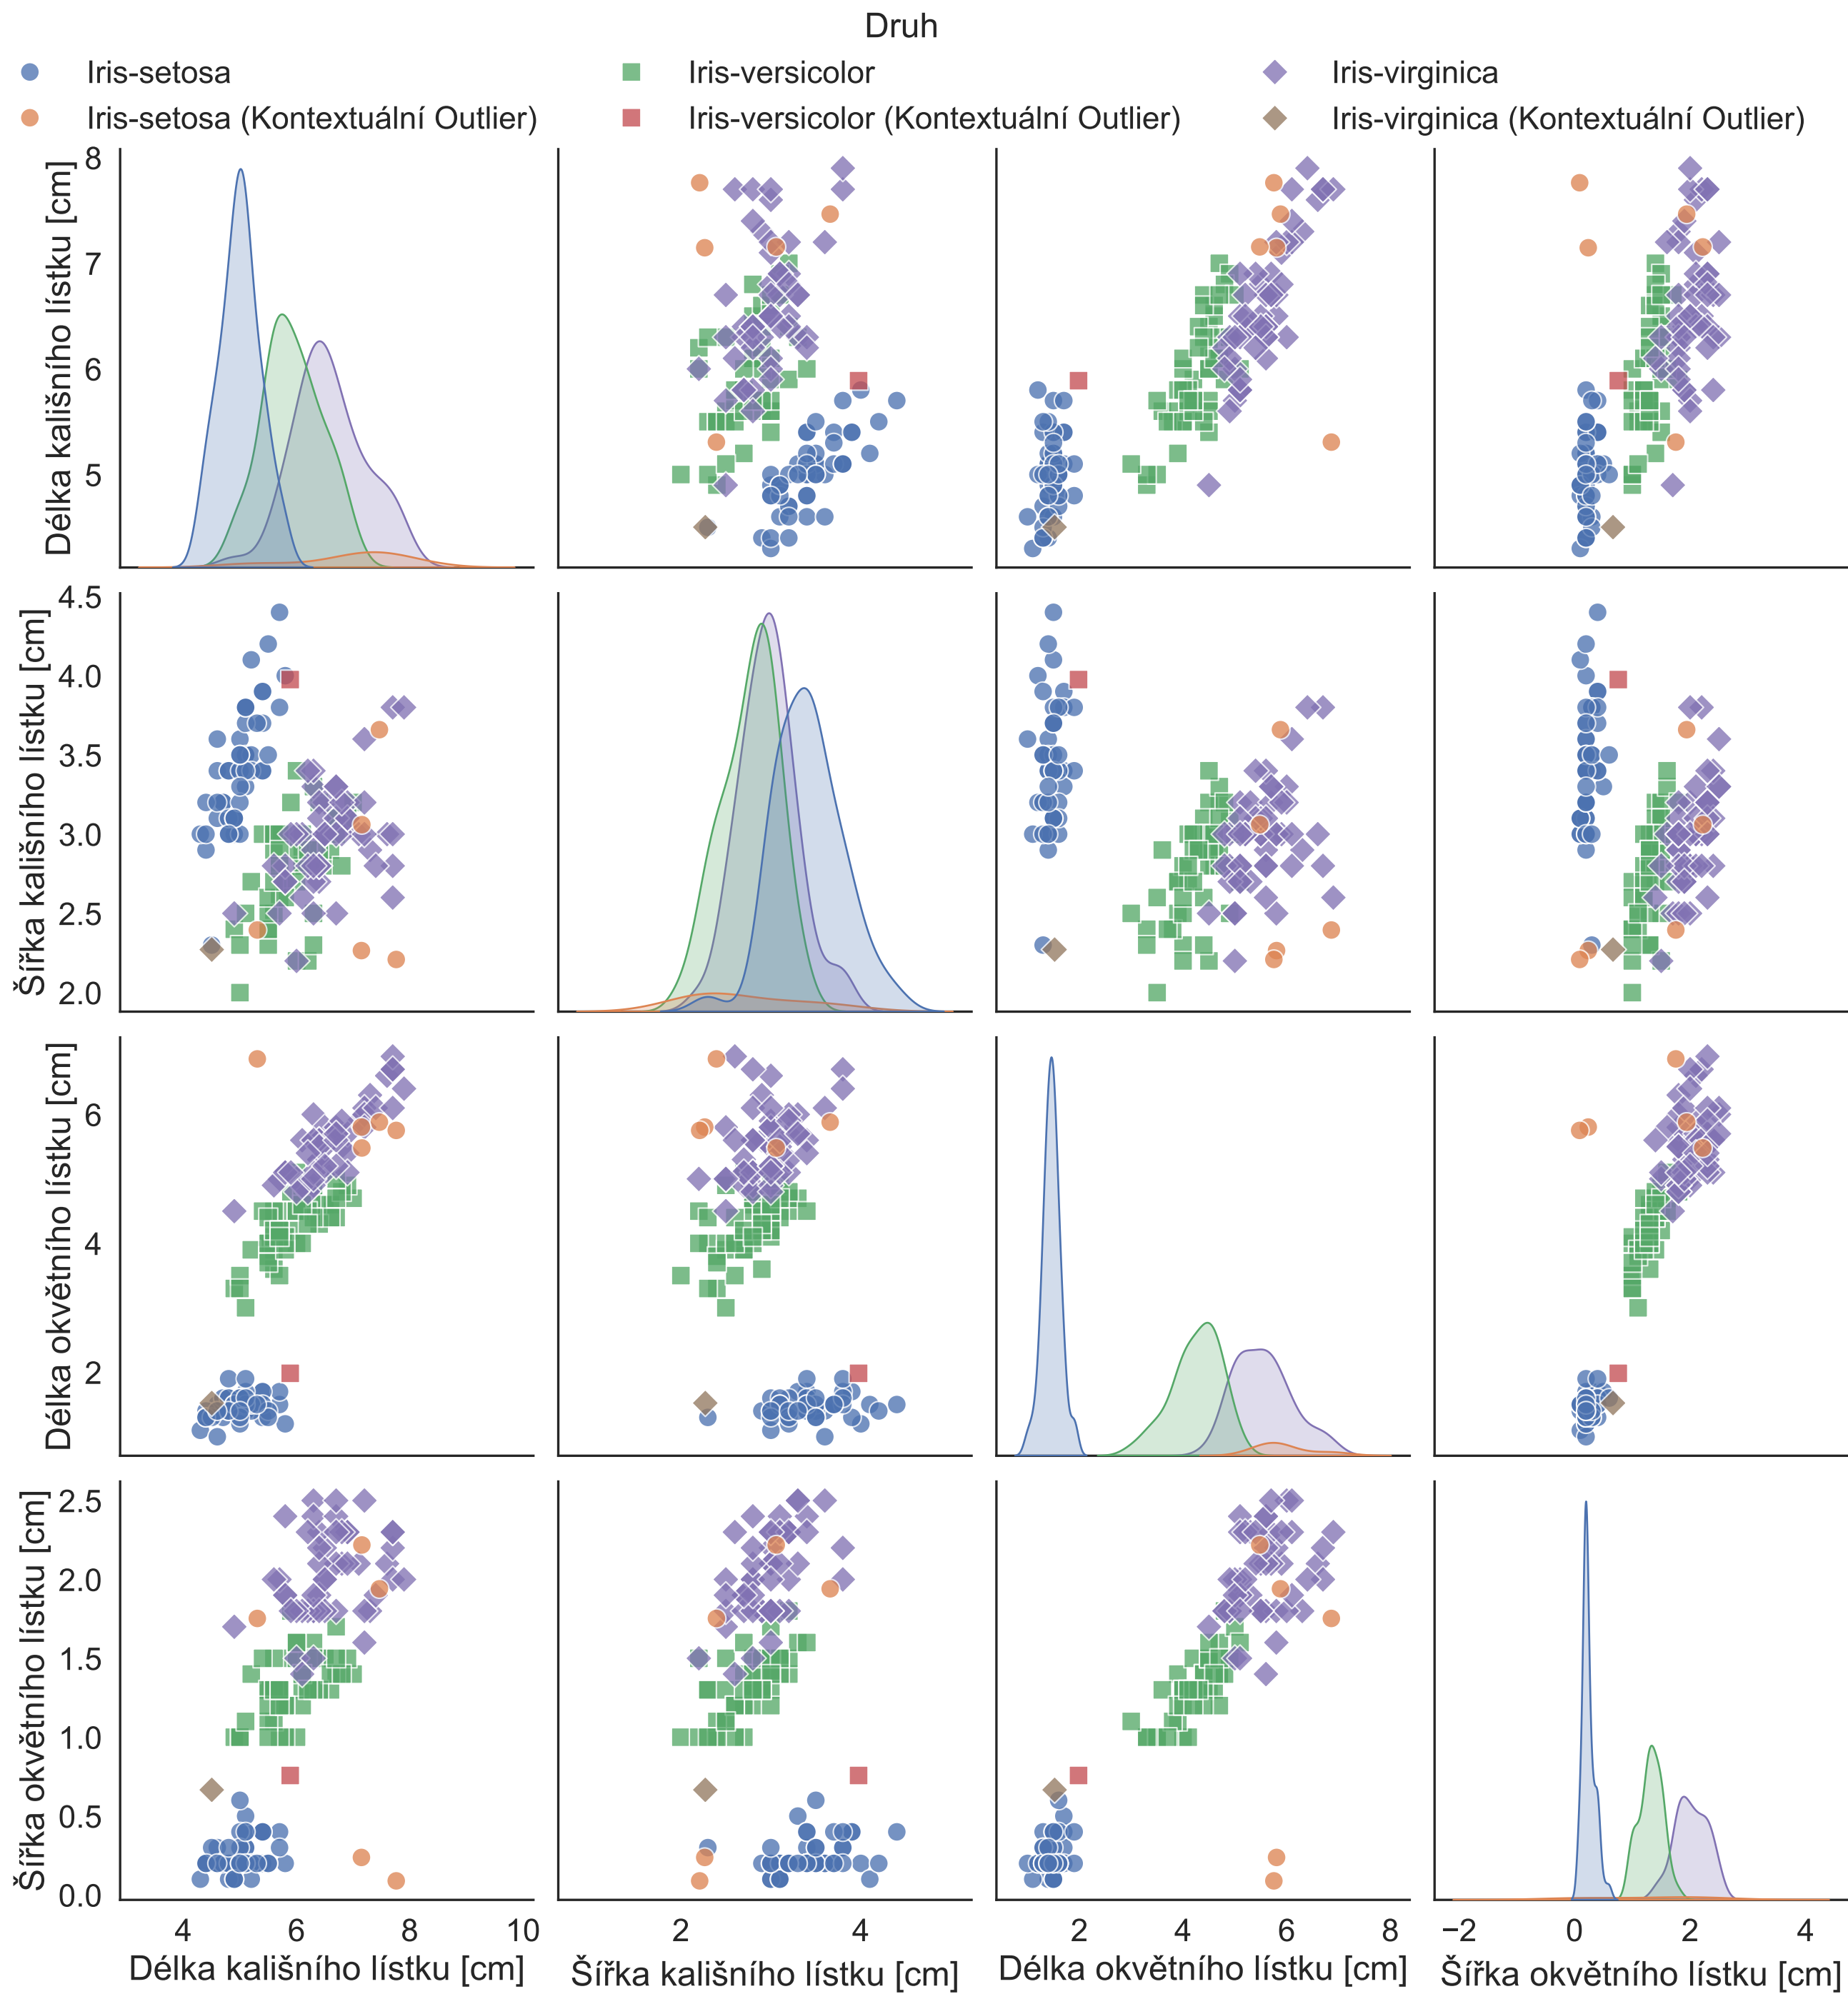 Druh
Iris-setosa
Iris-versicolor
Iris-virginica
Iris-setosa (Kontextuální Outlier)
Iris-versicolor (Kontextuální Outlier)
Iris-virginica (Kontextuální Outlier)
Délka kališního lístku [cm]
8
7
6
5
Šířka kališního lístku [cm]
4.5
4.0
3.5
3.0
2.5
2.0
Délka okvětního lístku [cm]
6
4
2
Šířka okvětního lístku [cm]
2.5
2.0
1.5
1.0
0.5
0.0
4 6 8 10
2 4
2 4 6 8
−2 0 2 4
Délka kališního lístku [cm]
Šířka kališního lístku [cm]
Délka okvětního lístku [cm]
Šířka okvětního lístku [cm]